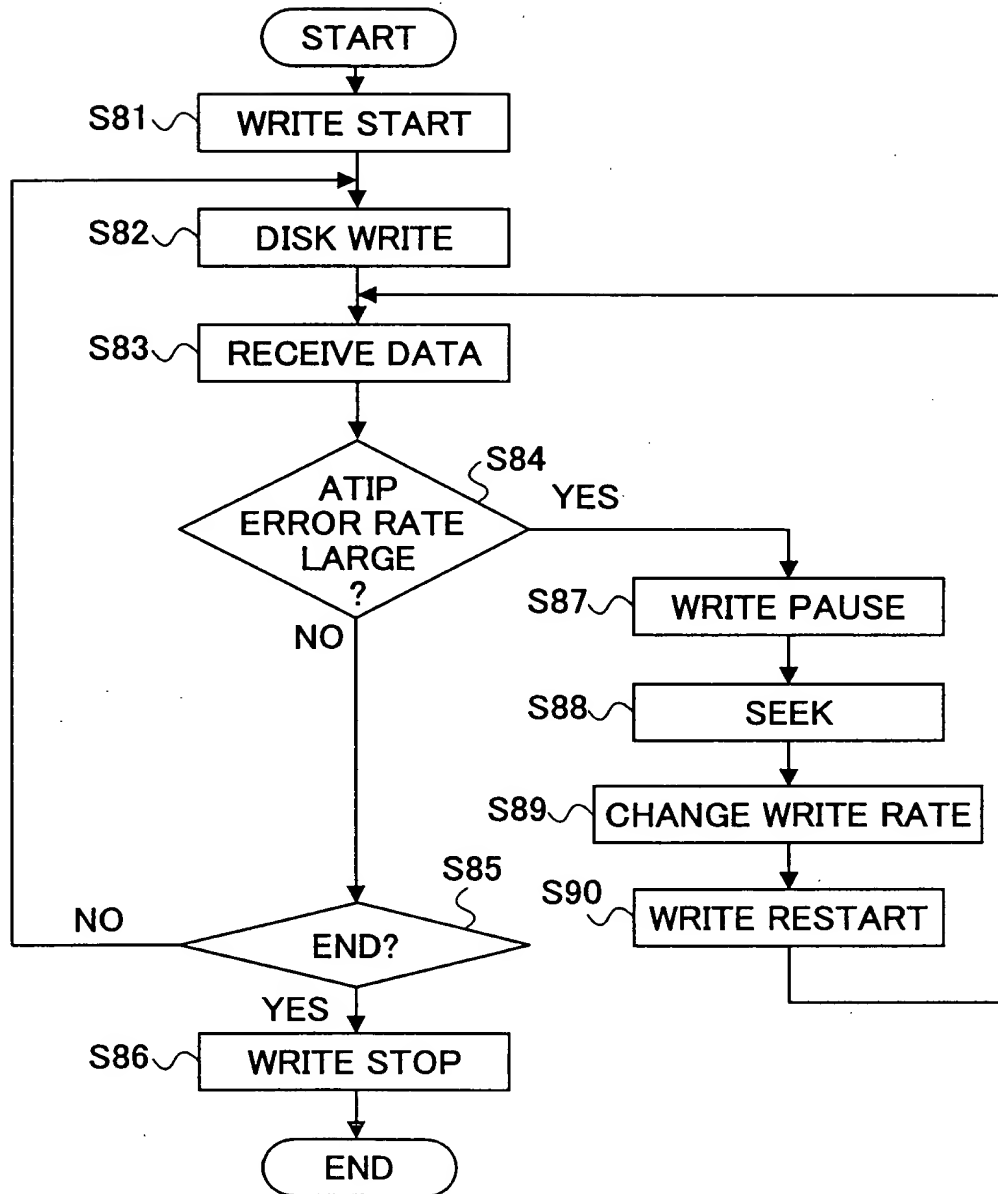 START
S81
WRITE START
S82
DISK WRITE
S83
RECEIVE DATA
S84
ATIP
ERROR RATE
LARGE
?
YES
NO
S87
WRITE PAUSE
S88
SEEK
S89
CHANGE WRITE RATE
S90
WRITE RESTART
S85
END?
NO
YES
S86
WRITE STOP
END